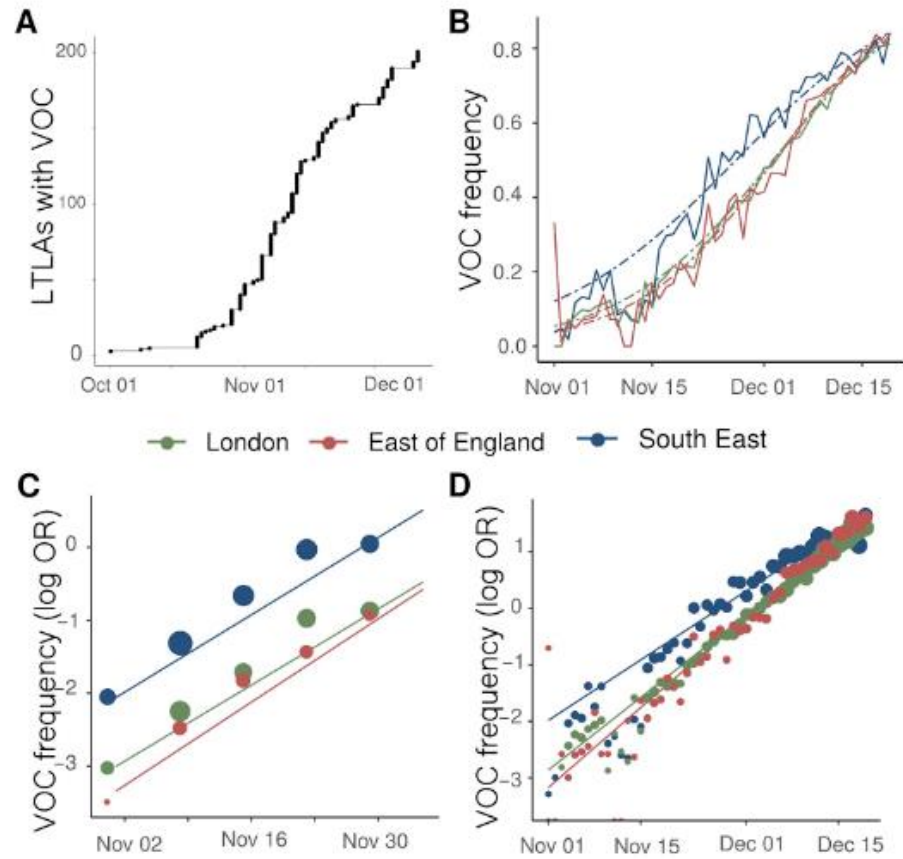 A
LTLAs with VOC
200
100
0
Oct 01
Nov 01
Dec 01
B
VOC frequency
0.8
0.6
0.4
0.2
0.0
Nov 01
Nov 15
Dec 01
Dec 15
London
East of England
South East
C
VOC frequency (log OR)
0
-1
-2
-3
Nov 02
Nov 16
Nov 30
D
VOC frequency (log OR)
1
0
-1
-2
-3
Nov 01
Nov 15
Dec 01
Dec 15